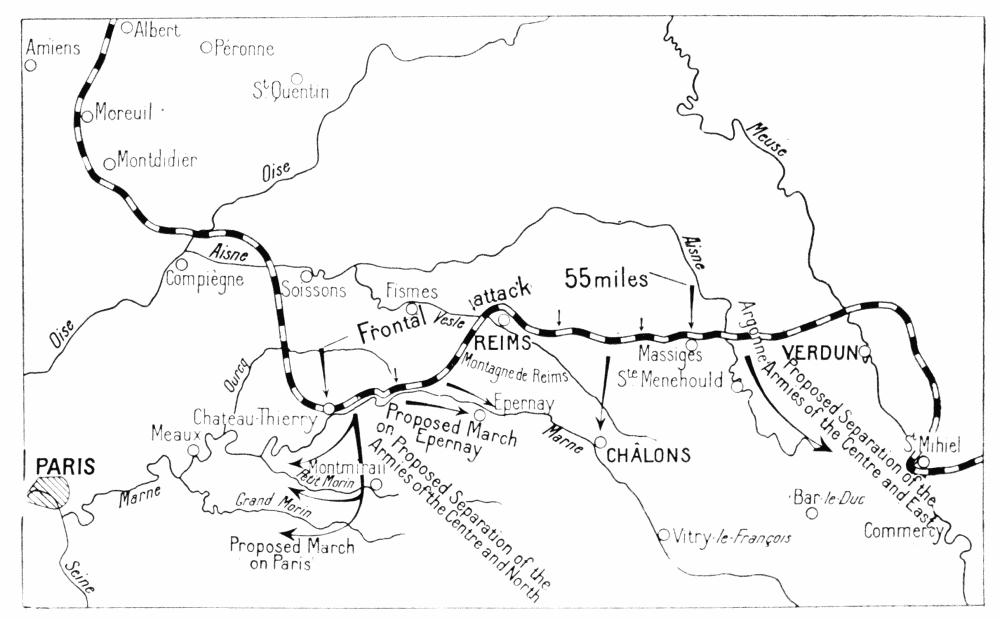 Albert
Amiens
Péronne
St Quentin
Moreuil
Montdidier
Meuse
Oise
Aisne
Aisne
Compiègne
Soissons
55 miles
Fismes
attack
Frontal
Vesle
REIMS
Oise
Argonne
Massiges
VERDUN
Montagne de Reims
Ste Menehould
Ourcq
Château-Thierry
Epernay
Proposed March
on Epernay
Marne
Meaux
CHÂLONS
St Mihiel
PARIS
Montmirail
Petit Morin
Marne
Grand Morin
Proposed Separation of the
Armies of the Centre and North
Proposed Separation of the
Armies of the Centre and East
Bar-le-Duc
Commercy
Vitry-le-François
Proposed March
on Paris
Seine